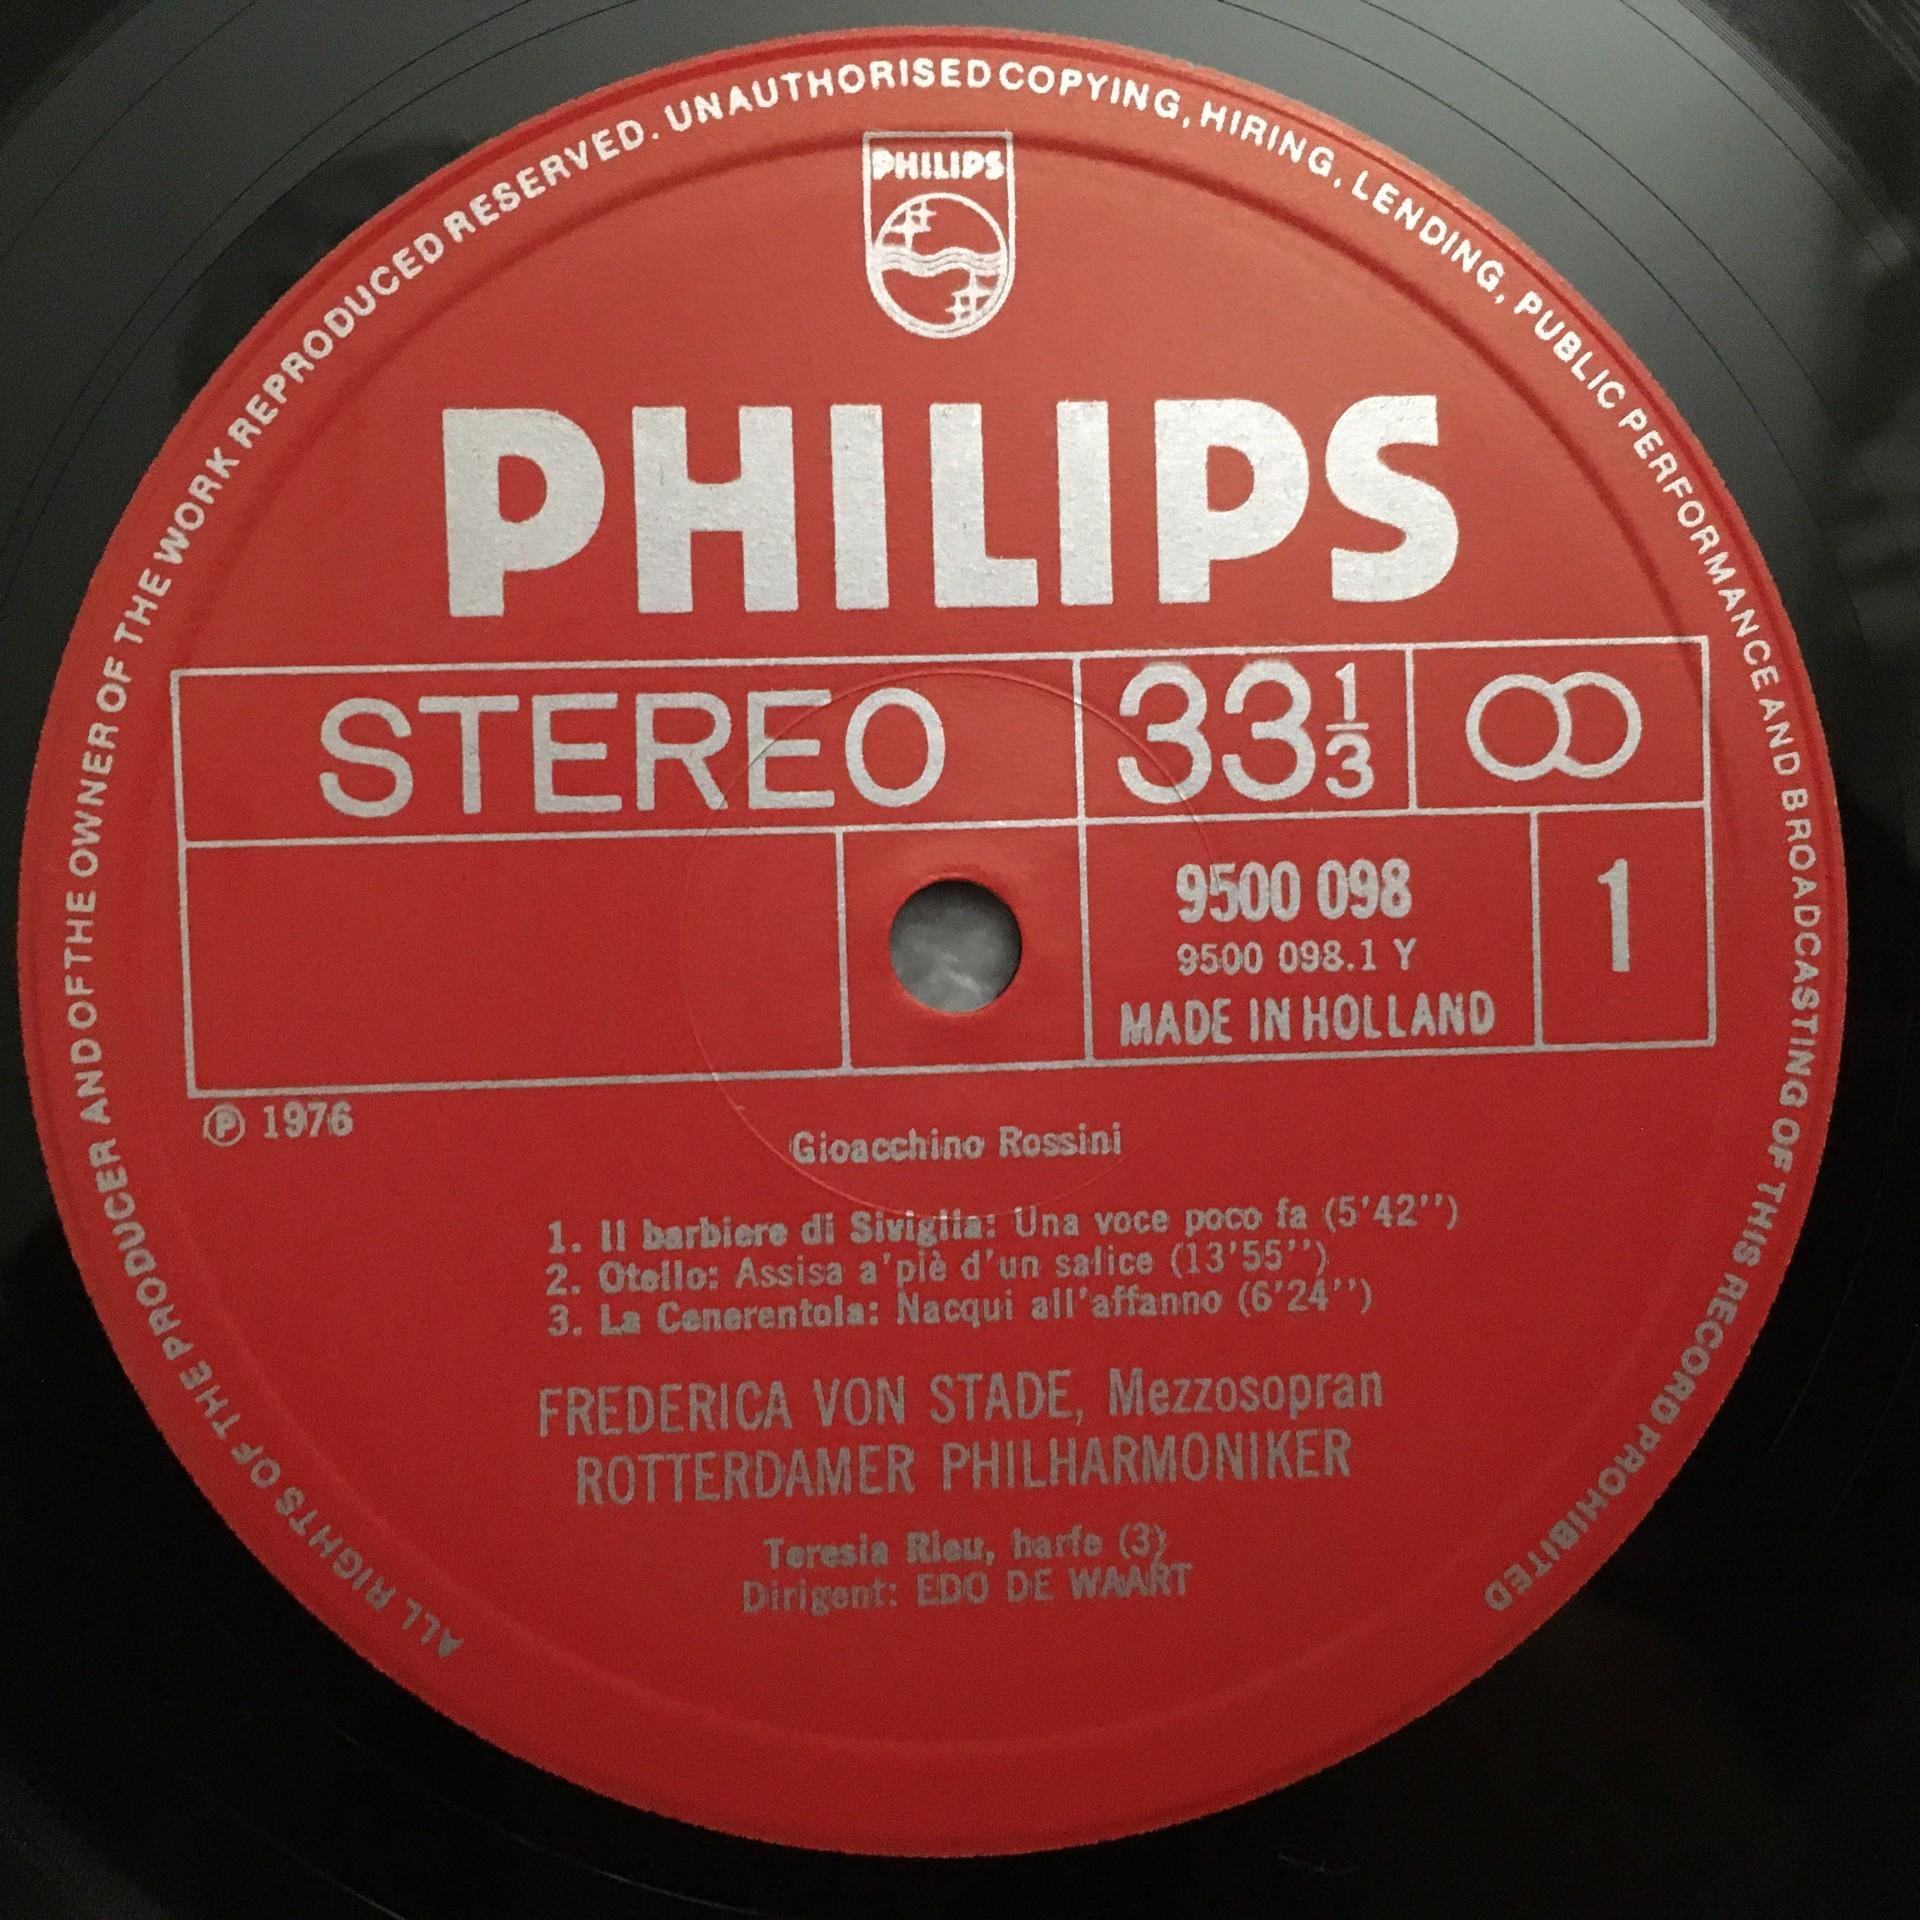 ALL RIGHTS OF THE PRODUCER AND OF THE OWNER OF THE WORK REPRODUCED RESERVED. UNAUTHORISED COPYING, HIRING, LENDING, PUBLIC PERFORMANCE AND BROADCASTING OF THIS RECORD PROHIBITED
PHILIPS
PHILIPS
STEREO 33 1/3
9500 098 1
9500 098.1 Y
MADE IN HOLLAND
Ⓟ 1976
Gioacchino Rossini
1. Il barbiere di Siviglia: Una voce poco fa (5'42'')
2. Otello: Assisa a'piè d'un salice (13'55'')
3. La Cenerentola: Nacqui all'affanno (6'24'')
FREDERICA VON STADE, Mezzosopran
ROTTERDAMER PHILHARMONIKER
Teresia Rieu, harfe (3)
Dirigent: EDO DE WAART